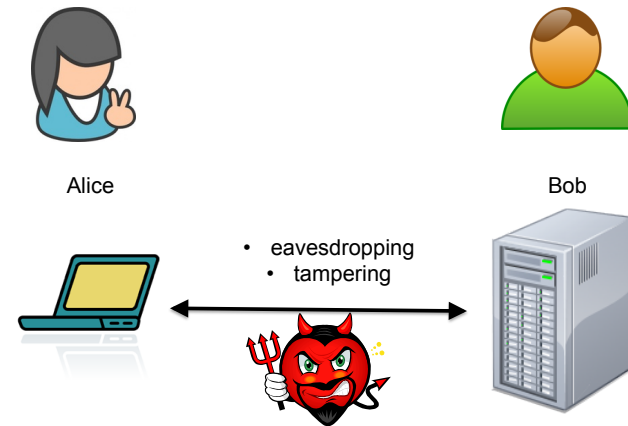 Alice
Bob
• eavesdropping
• tampering